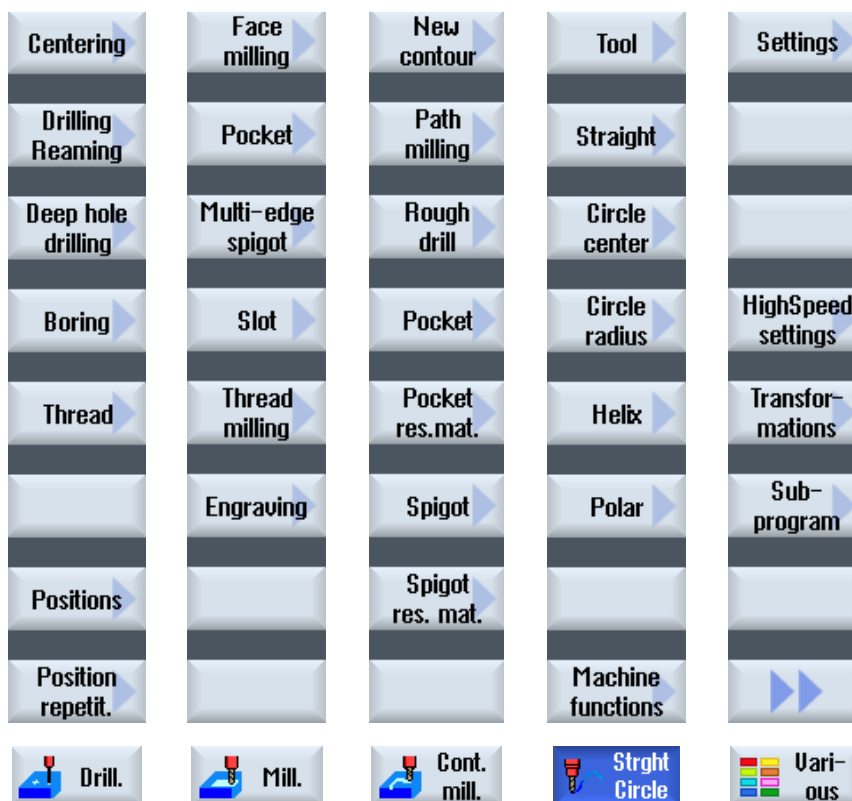 Centering
Drilling
Reaming
Deep hole
drilling
Boring
Thread
Positions
Position
repetit.
Drill.
Face
milling
Pocket
Multi-edge
spigot
Slot
Thread
milling
Engraving
Mill.
New
contour
Path
milling
Rough
drill
Pocket
Pocket
res.mat.
Spigot
Spigot
res. mat.
Cont.
mill.
Tool
Straight
Circle
center
Circle
radius
Helix
Polar
Machine
functions
Strght
Circle
Settings
HighSpeed
settings
Transfor-
mations
Sub-
program
Vari-
ous